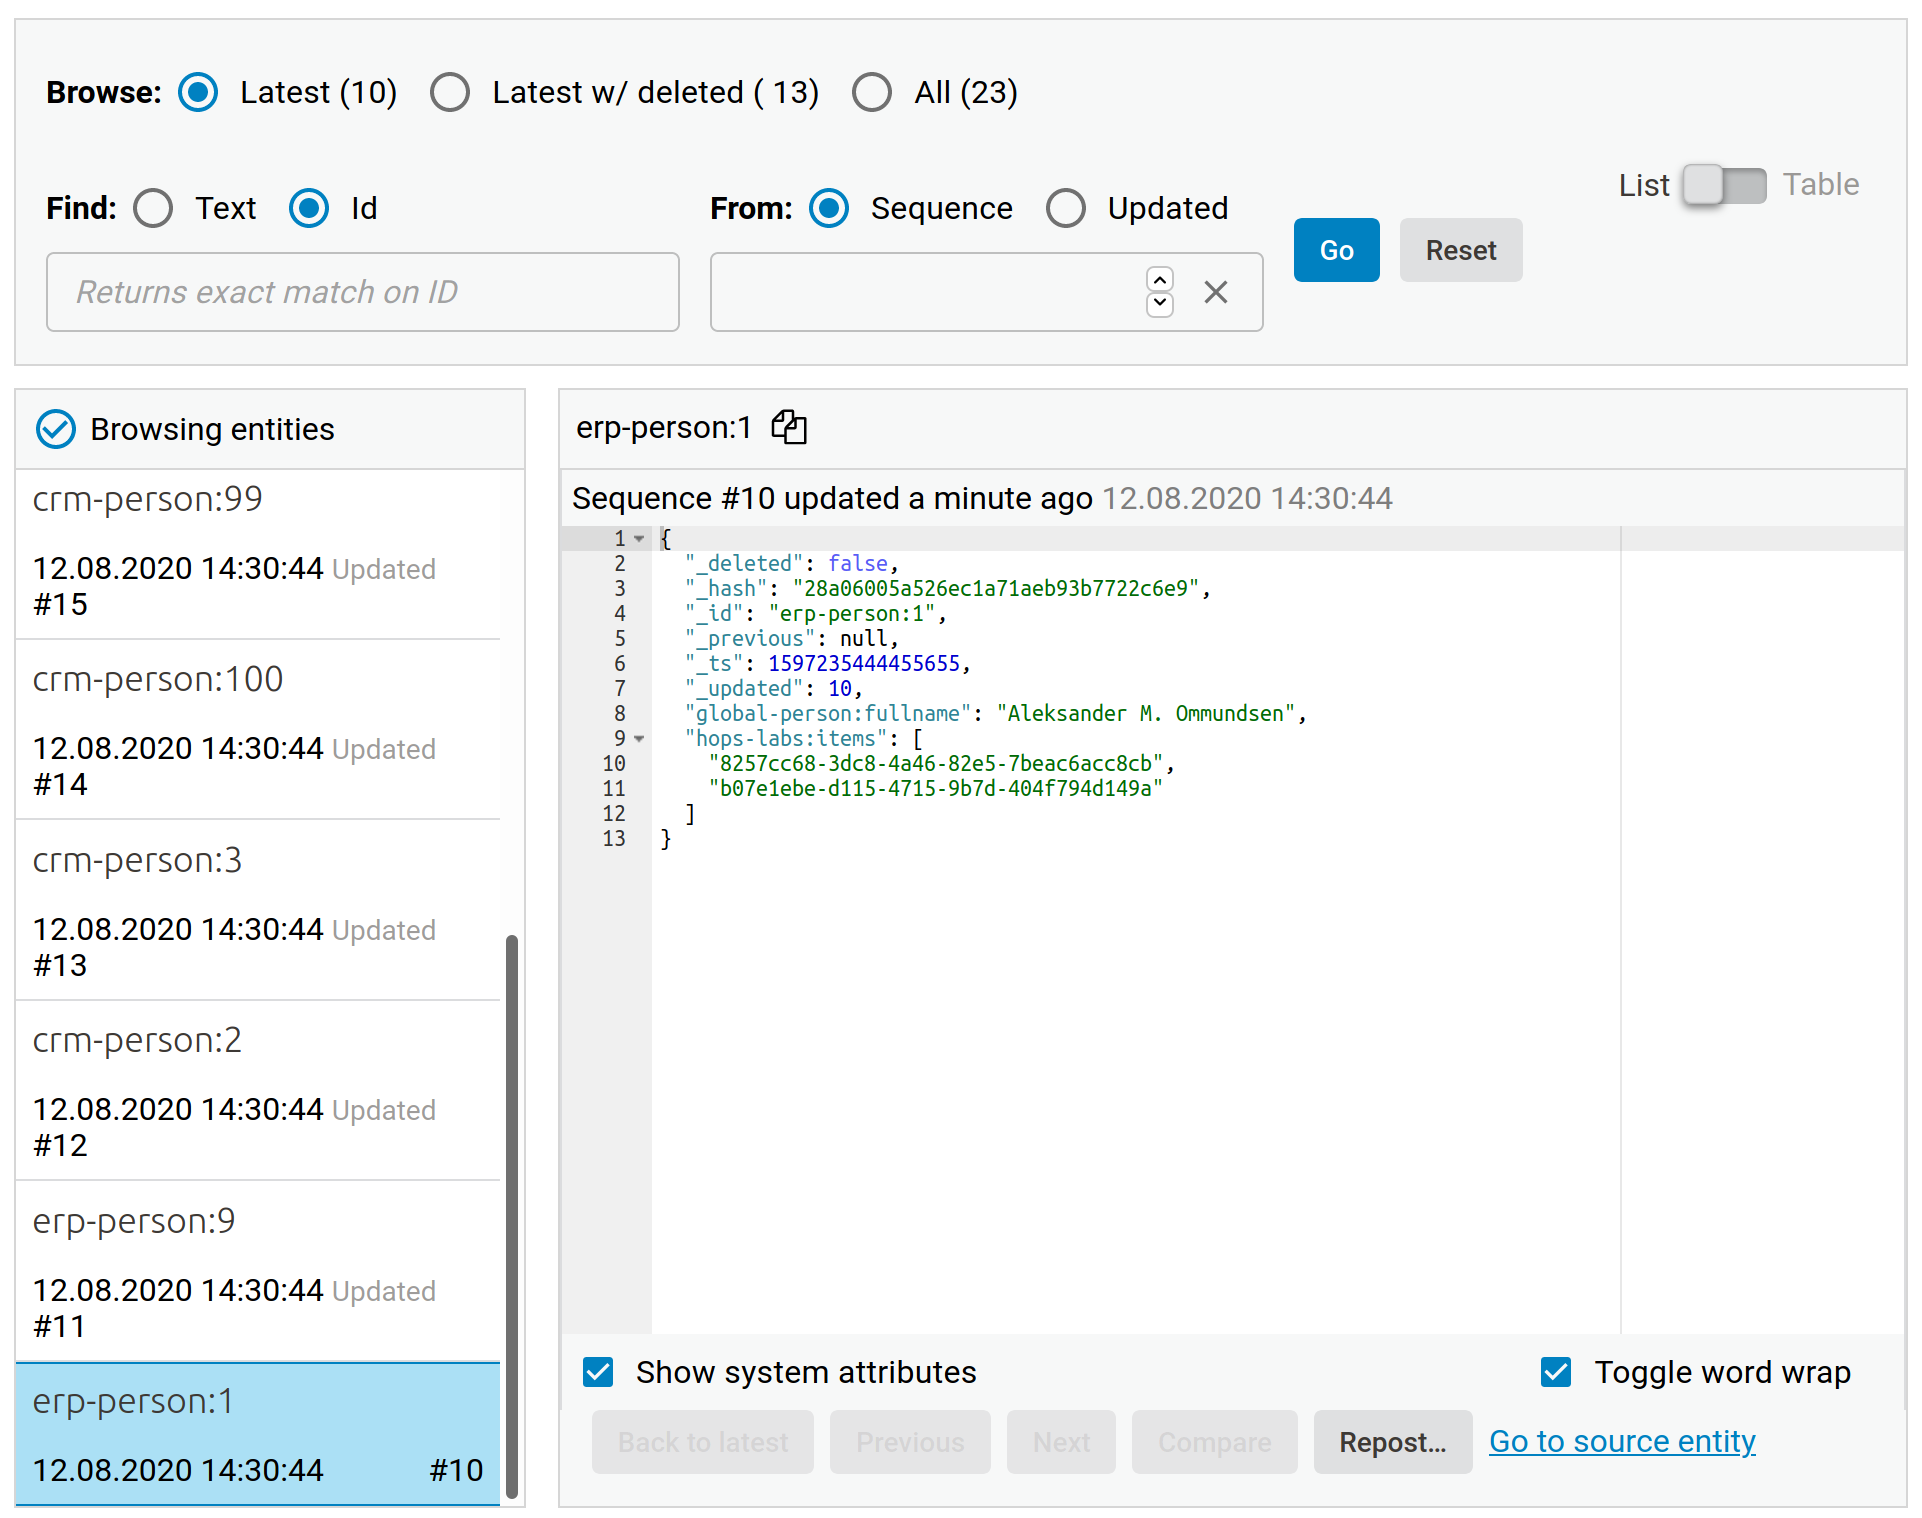 Browse: Latest (10) Latest w/ deleted ( 13) All (23)
List Table
Find: Text Id From: Sequence Updated
Returns exact match on ID
Go Reset
Browsing entities
crm-person:99
12.08.2020 14:30:44 Updated
#15
crm-person:100
12.08.2020 14:30:44 Updated
#14
crm-person:3
12.08.2020 14:30:44 Updated
#13
crm-person:2
12.08.2020 14:30:44 Updated
#12
erp-person:9
12.08.2020 14:30:44 Updated
#11
erp-person:1
12.08.2020 14:30:44 #10
erp-person:1
Sequence #10 updated a minute ago 12.08.2020 14:30:44
1 {
2 "_deleted": false,
3 "_hash": "28a06005a526ec1a71aeb93b7722c6e9",
4 "_id": "erp-person:1",
5 "_previous": null,
6 "_ts": 1597235444455655,
7 "_updated": 10,
8 "global-person:fullname": "Aleksander M. Ommundsen",
9 "hops-labs:items": [
10 "8257cc68-3dc8-4a46-82e5-7beac6acc8cb",
11 "b07e1ebe-d115-4715-9b7d-404f794d149a"
12 ]
13 }
Show system attributes Toggle word wrap
Back to latest Previous Next Compare Repost... Go to source entity